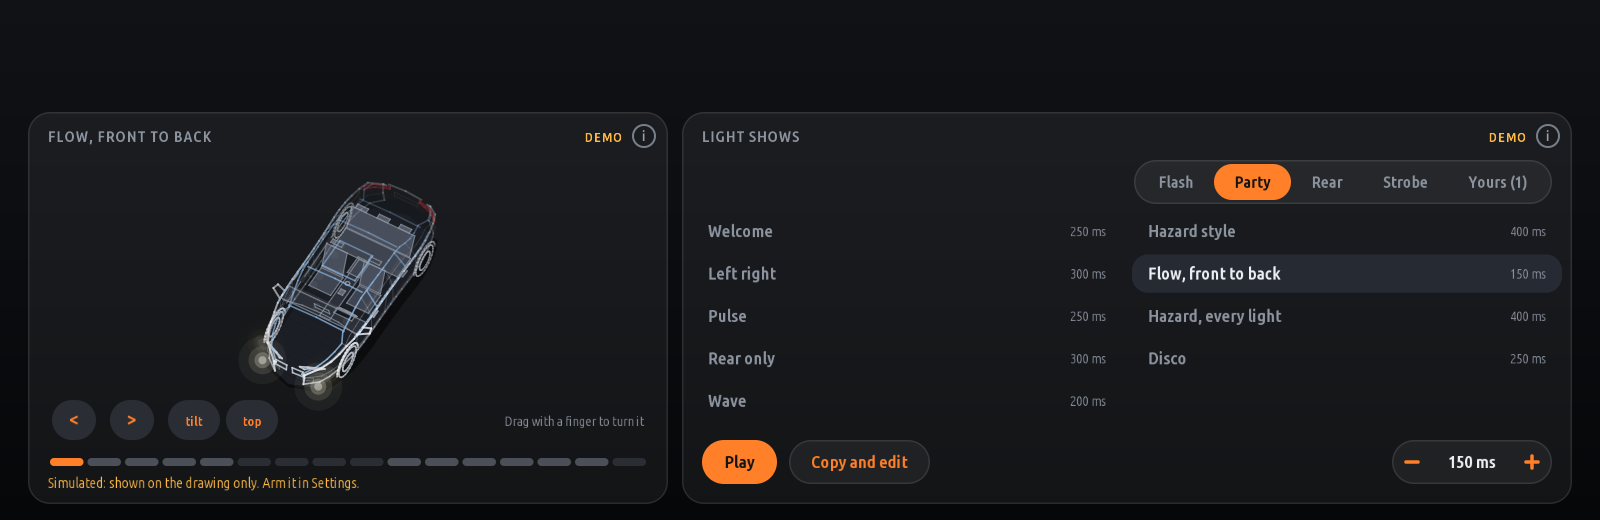 FLOW, FRONT TO BACK
DEMO
i
< >
tilt
top
Drag with a finger to turn it
Simulated: shown on the drawing only. Arm it in Settings.
LIGHT SHOWS
DEMO
i
Flash Party Rear Strobe Yours (1)
Welcome 250 ms
Left right 300 ms
Pulse 250 ms
Rear only 300 ms
Wave 200 ms
Hazard style 400 ms
Flow, front to back 150 ms
Hazard, every light 400 ms
Disco 250 ms
Play
Copy and edit
− 150 ms +